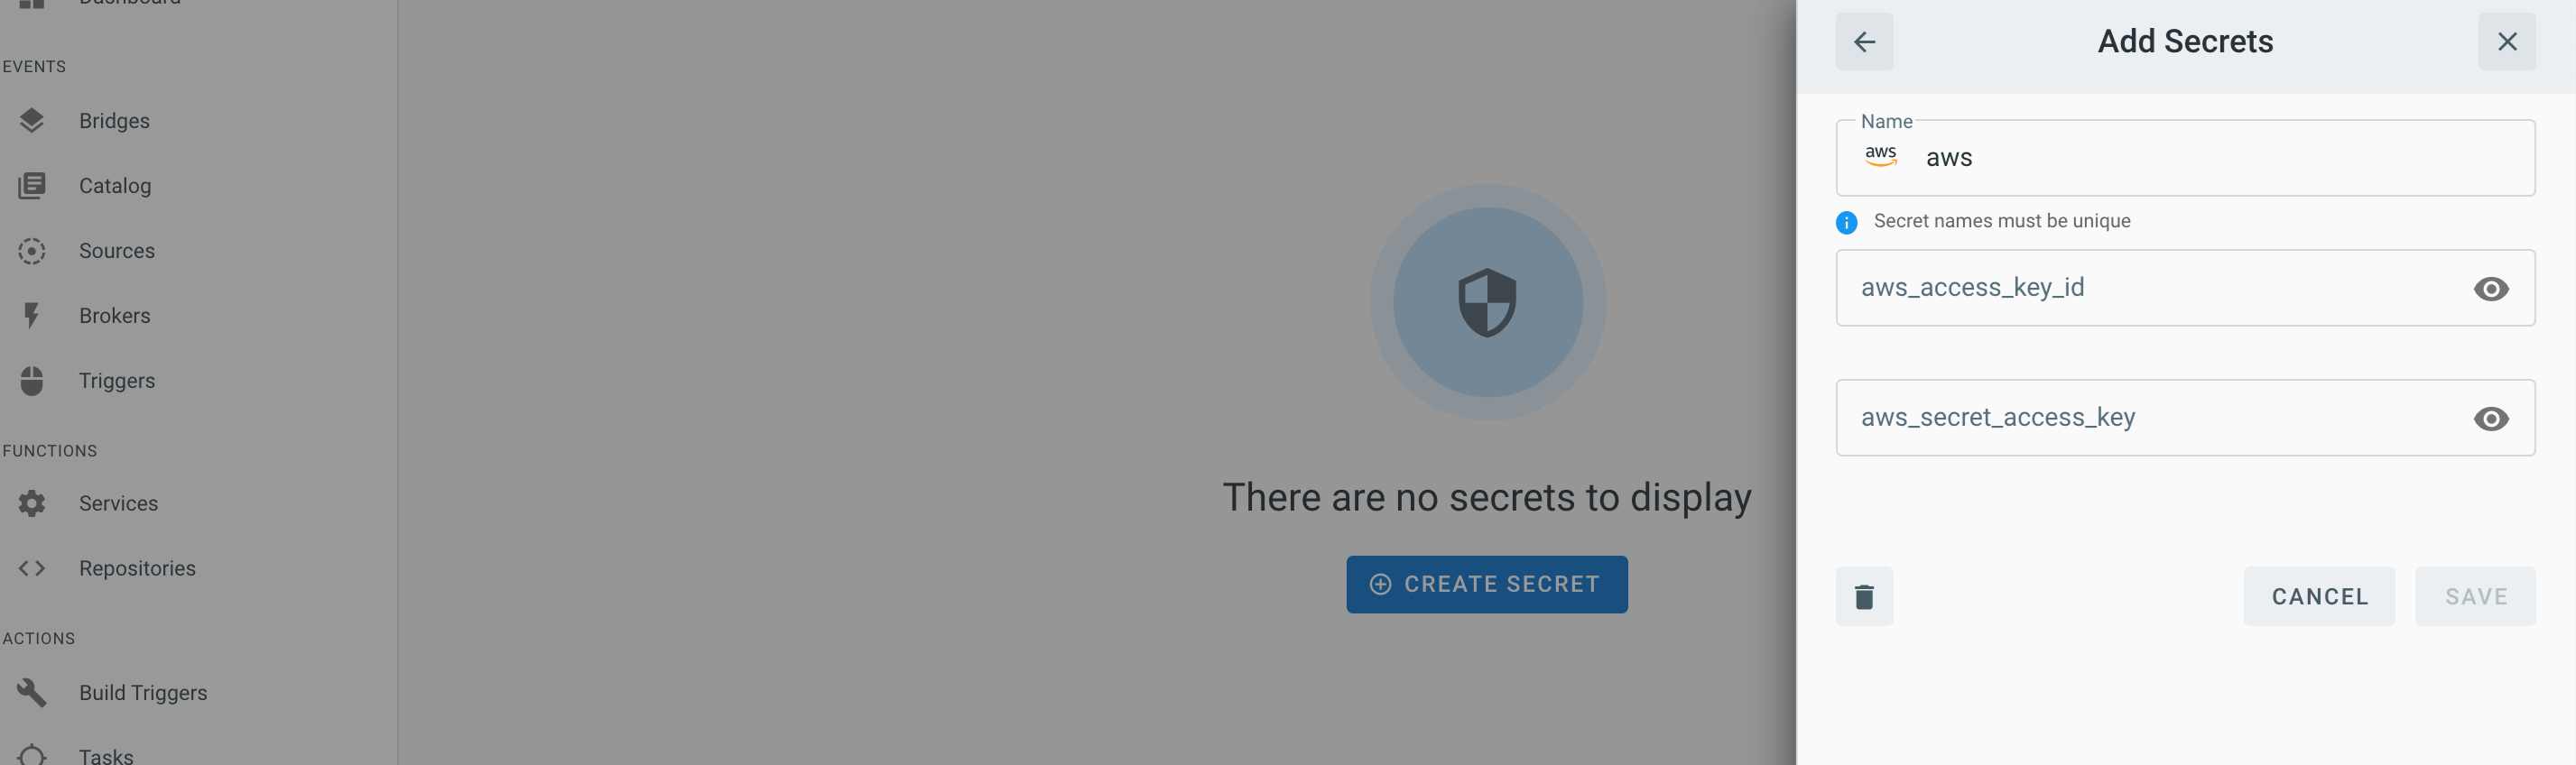 Dashboard
EVENTS
Bridges
Catalog
Sources
Brokers
Triggers
FUNCTIONS
Services
Repositories
ACTIONS
Build Triggers
Tasks
There are no secrets to display
CREATE SECRET
Add Secrets
Name
aws aws
Secret names must be unique
aws_access_key_id
aws_secret_access_key
CANCEL SAVE